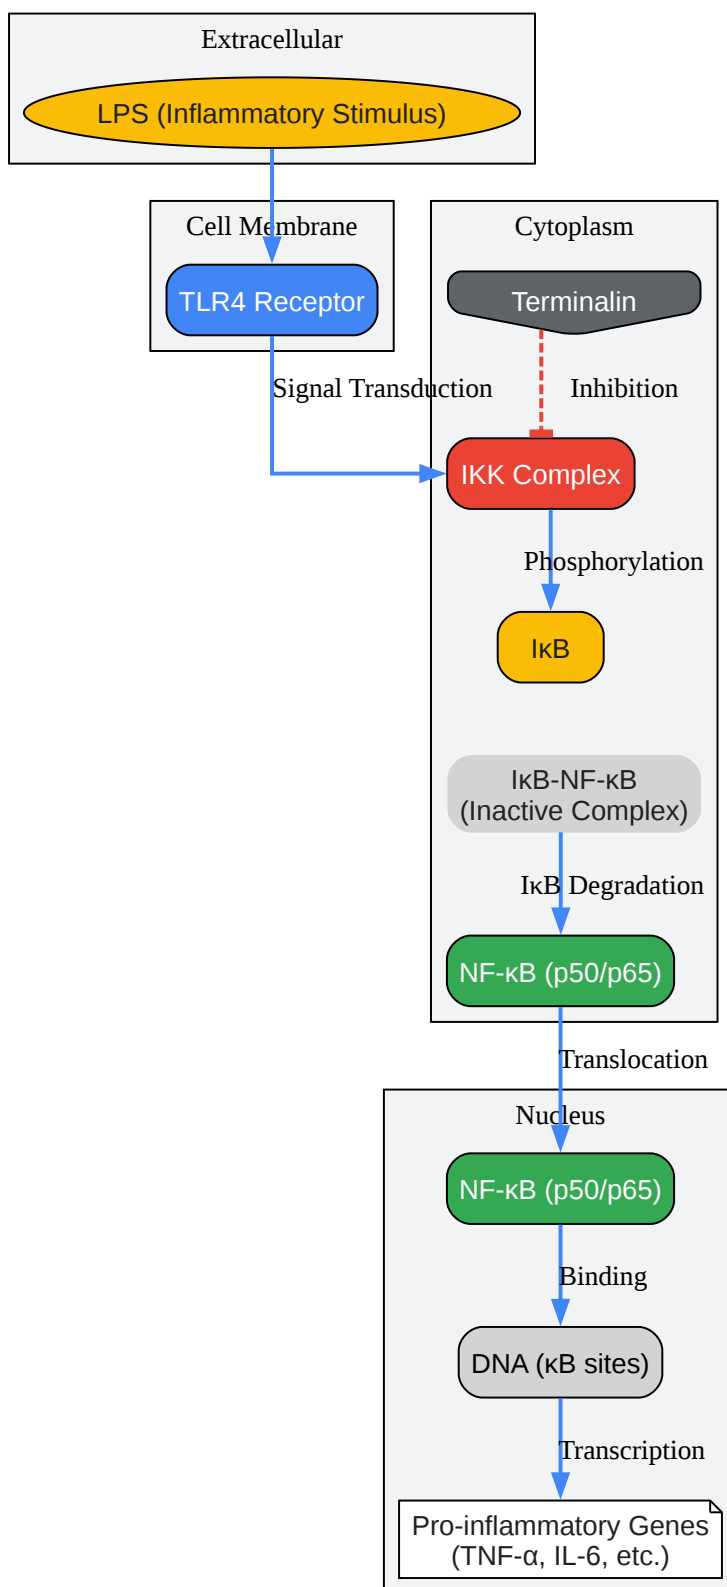 Extracellular
LPS (Inflammatory Stimulus)
Cell Membrane
TLR4 Receptor
Cytoplasm
Terminalin
Signal Transduction
Inhibition
IKK Complex
Phosphorylation
IκB
IκB-NF-κB
(Inactive Complex)
IκB Degradation
NF-κB (p50/p65)
Translocation
Nucleus
NF-κB (p50/p65)
Binding
DNA (κB sites)
Transcription
Pro-inflammatory Genes
(TNF-α, IL-6, etc.)